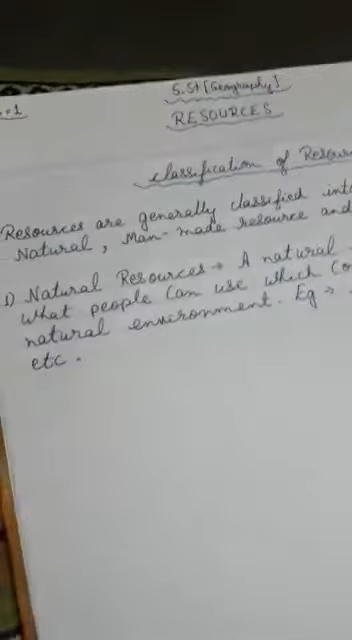 S.St [Geography]
RESOURCES
Classification of
Resources are generally classified
Natural, Man-made resource and
1) Natural Resources → A natural
What people can use which
natural environment. Eg →
etc.